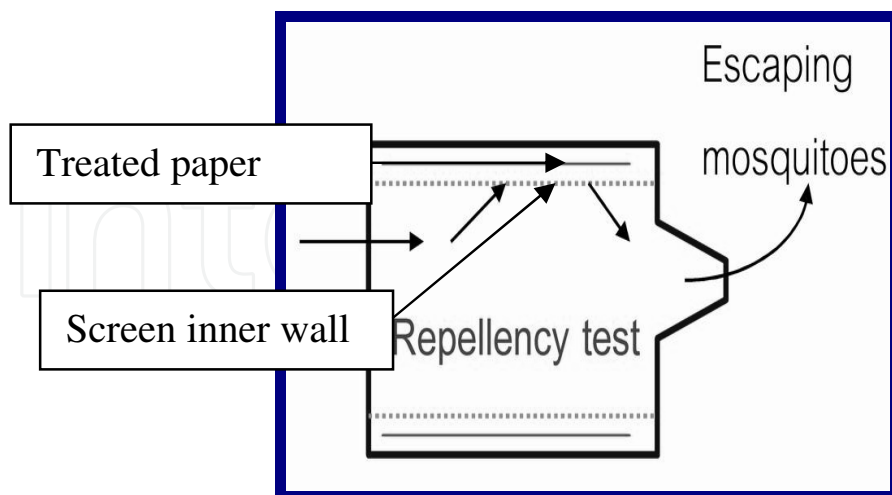 Escaping
mosquitoes
Treated paper
Screen inner wall
Repellency test